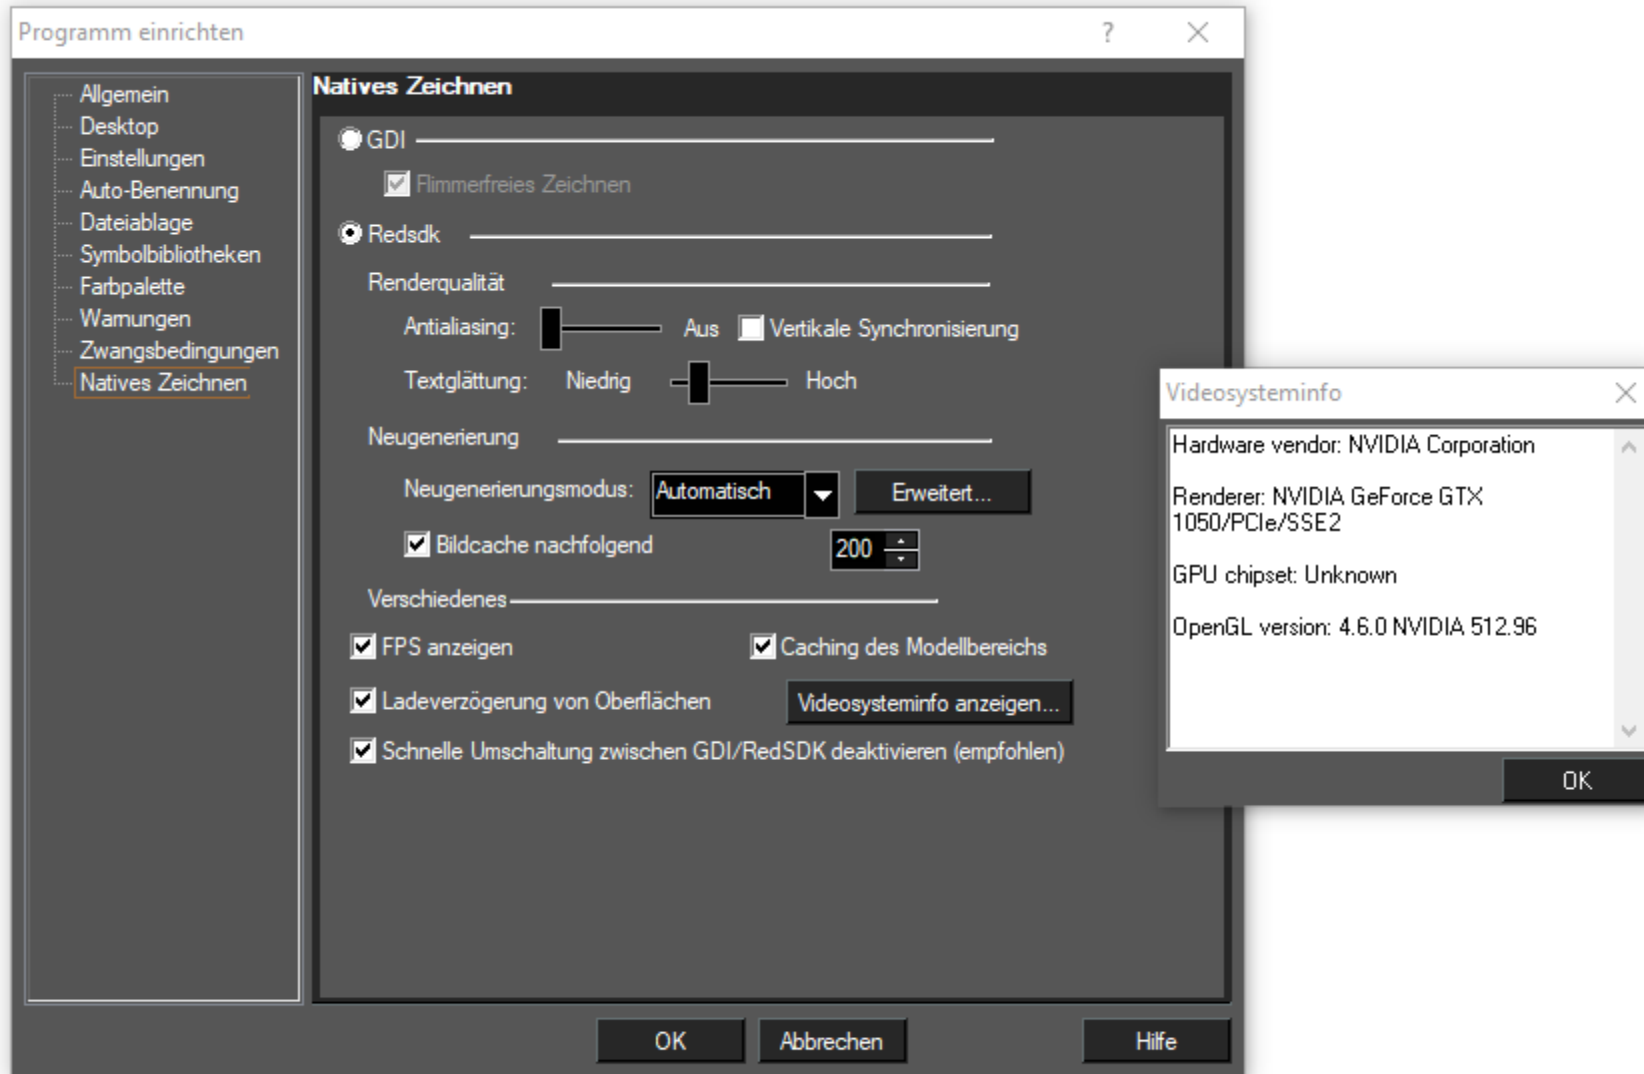 Programm einrichten
?
Allgemein
Desktop
Einstellungen
Auto-Benennung
Dateiablage
Symbolbibliotheken
Farbpalette
Warnungen
Zwangsbedingungen
Natives Zeichnen
Natives Zeichnen
GDI
Flimmerfreies Zeichnen
Redsdk
Renderqualität
Antialiasing: Aus Vertikale Synchronisierung
Textglättung: Niedrig Hoch
Neugenerierung
Neugenerierungsmodus: Automatisch Erweitert...
Bildcache nachfolgend 200
Verschiedenes
FPS anzeigen Caching des Modellbereichs
Ladeverzögerung von Oberflächen Videosysteminfo anzeigen...
Schnelle Umschaltung zwischen GDI/RedSDK deaktivieren (empfohlen)
OK Abbrechen Hilfe
Videosysteminfo
Hardware vendor: NVIDIA Corporation
Renderer: NVIDIA GeForce GTX
1050/PCIe/SSE2
GPU chipset: Unknown
OpenGL version: 4.6.0 NVIDIA 512.96
OK